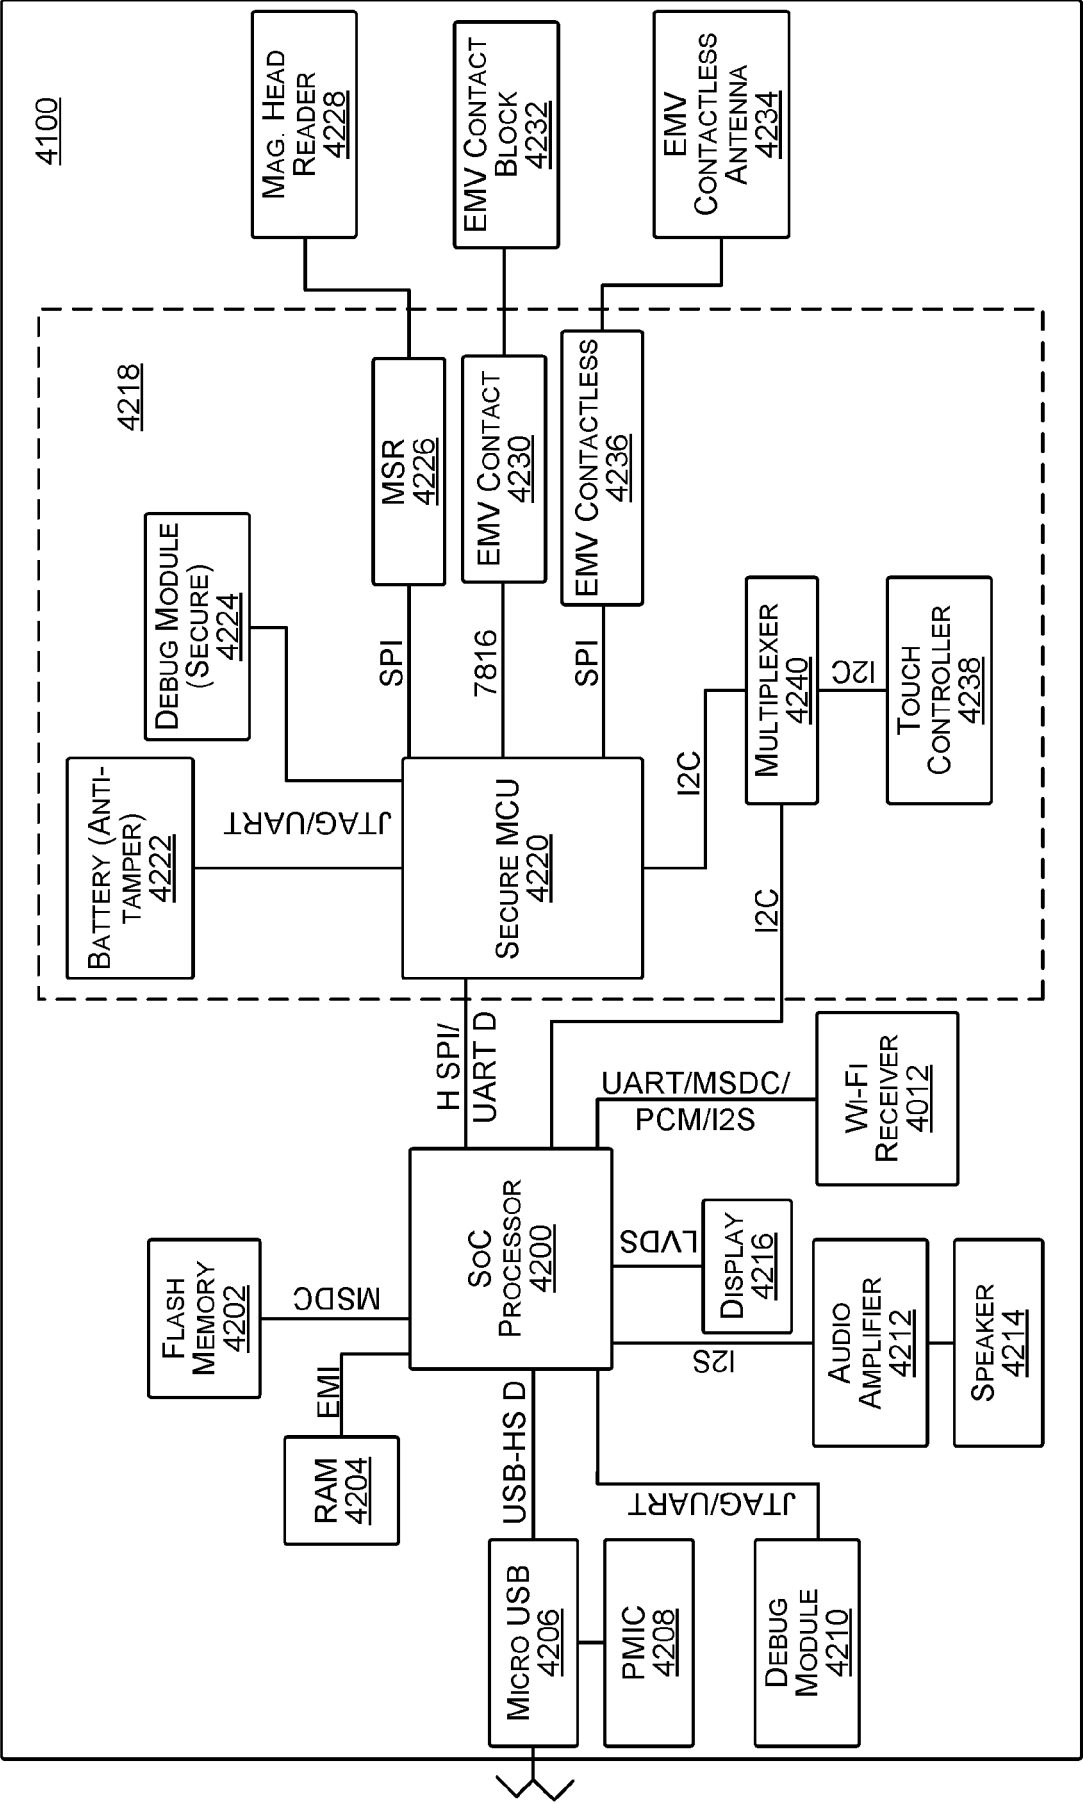 4100
MAG. HEAD
READER
4228
EMV CONTACT
BLOCK
4232
EMV
CONTACTLESS
ANTENNA
4234
4218
DEBUG MODULE
(SECURE)
4224
MSR
4226
EMV CONTACT
4230
EMV CONTACTLESS
4236
BATTERY (ANTI-
TAMPER)
4222
JTAG/UART
SPI
7816
SPI
SECURE MCU
4220
I2C
MULTIPLEXER
4240
I2C
TOUCH
CONTROLLER
4238
I2C
H SPI/
UART D
UART/MSDC/
PCM/I2S
WI-FI
RECEIVER
4012
FLASH
MEMORY
4202
MSDC
SOC
PROCESSOR
4200
LVDS
DISPLAY
4216
EMI
RAM
4204
I2S
AUDIO
AMPLIFIER
4212
SPEAKER
4214
USB-HS D
JTAG/UART
MICRO USB
4206
PMIC
4208
DEBUG
MODULE
4210